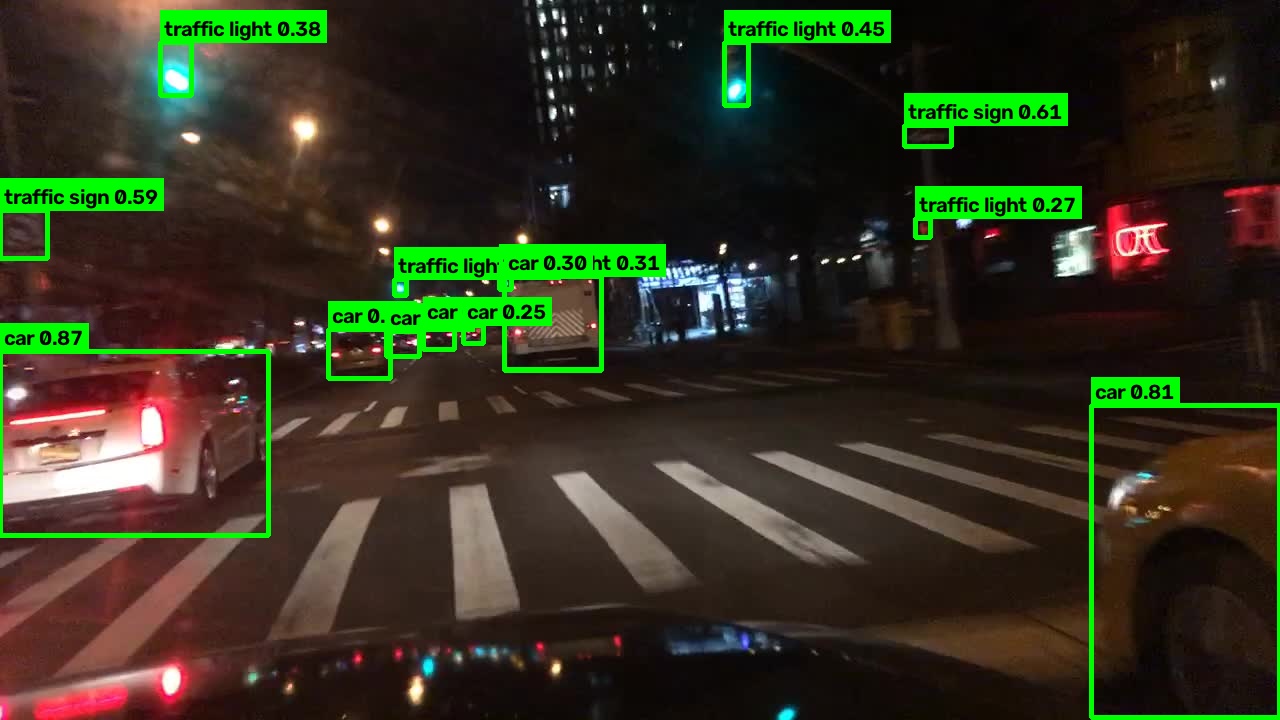 traffic light 0.38
traffic light 0.45
traffic sign 0.61
traffic sign 0.59
traffic light 0.27
traffic ligh
car 0.30
ht 0.31
car 0.
car
car
car 0.25
car 0.87
car 0.81